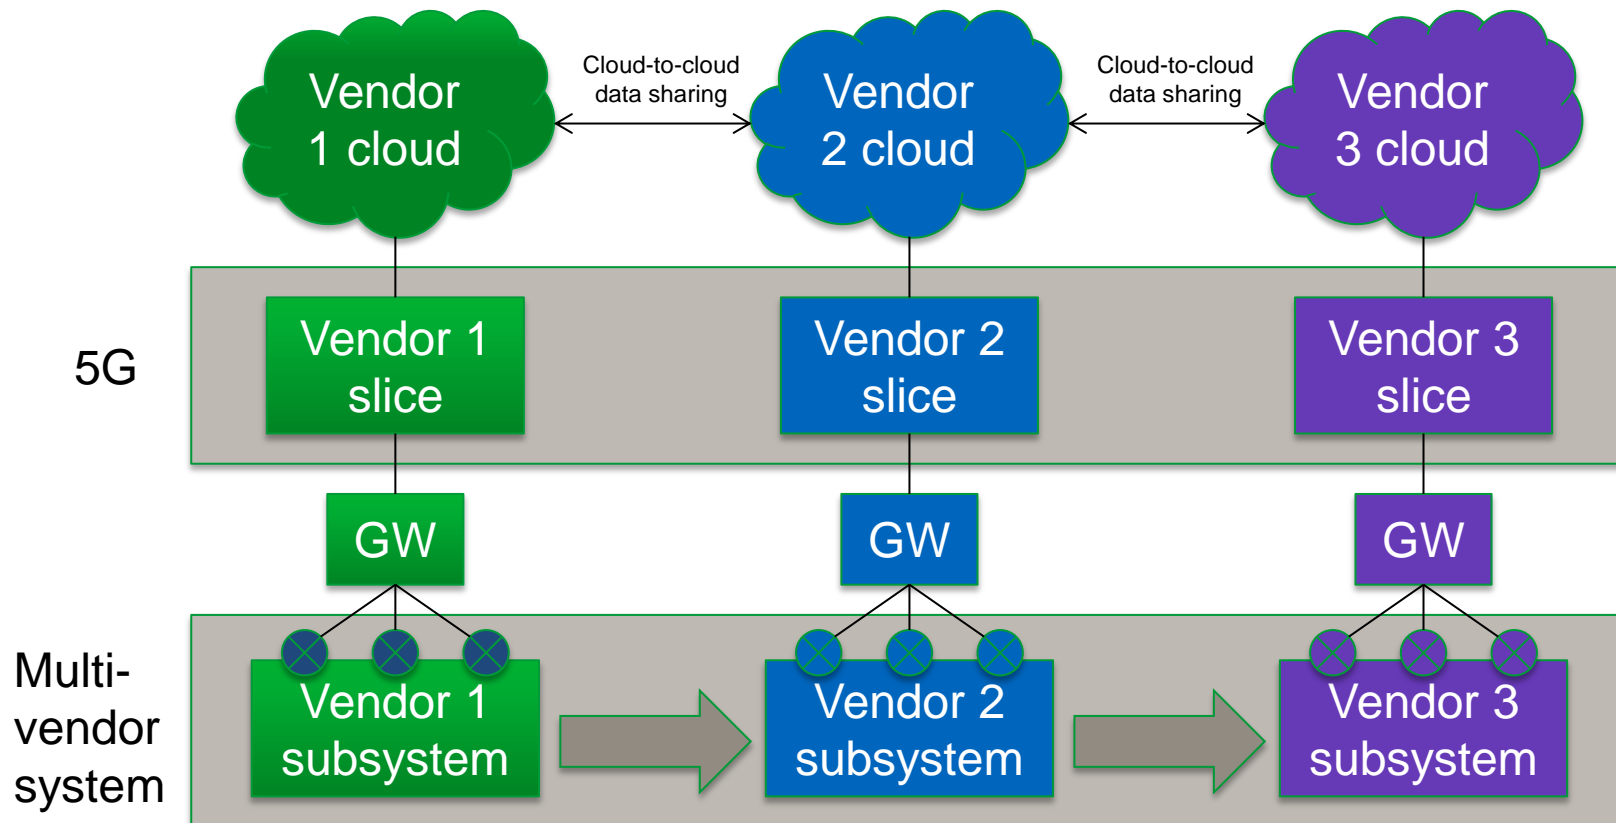 Vendor
1 cloud
Cloud-to-cloud
data sharing
Vendor
2 cloud
Cloud-to-cloud
data sharing
Vendor
3 cloud
5G
Vendor 1
slice
Vendor 2
slice
Vendor 3
slice
GW
GW
GW
Multi-
vendor
system
Vendor 1
subsystem
Vendor 2
subsystem
Vendor 3
subsystem